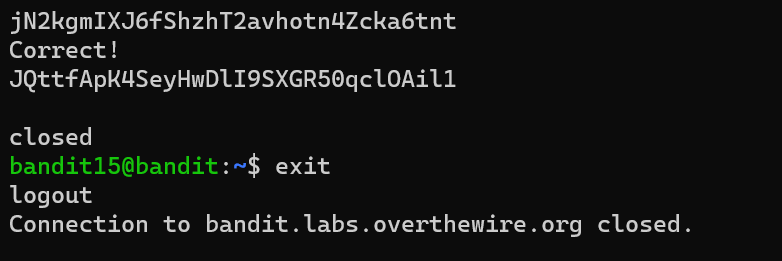 jN2kgmIXJ6fShzhT2avhotn4Zcka6tnt
Correct!
JQttfApK4SeyHwDlI9SXGR50qclOAil1
closed
bandit15@bandit:~$ exit
logout
Connection to bandit.labs.overthewire.org closed.